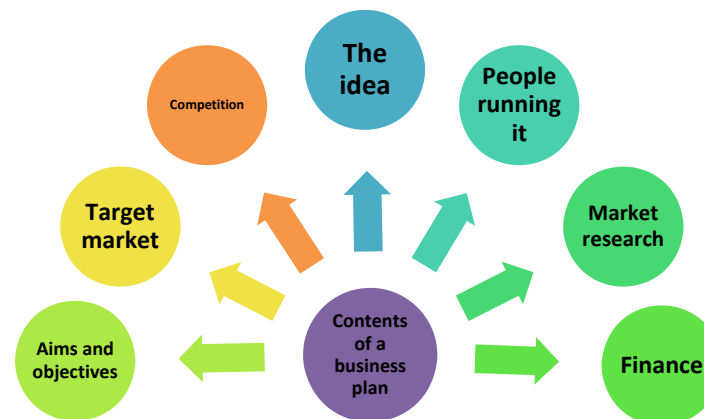 The
idea
People
running
it
Competition
Target
market
Market
research
Aims and
objectives
Contents
of a
business
plan
Finance